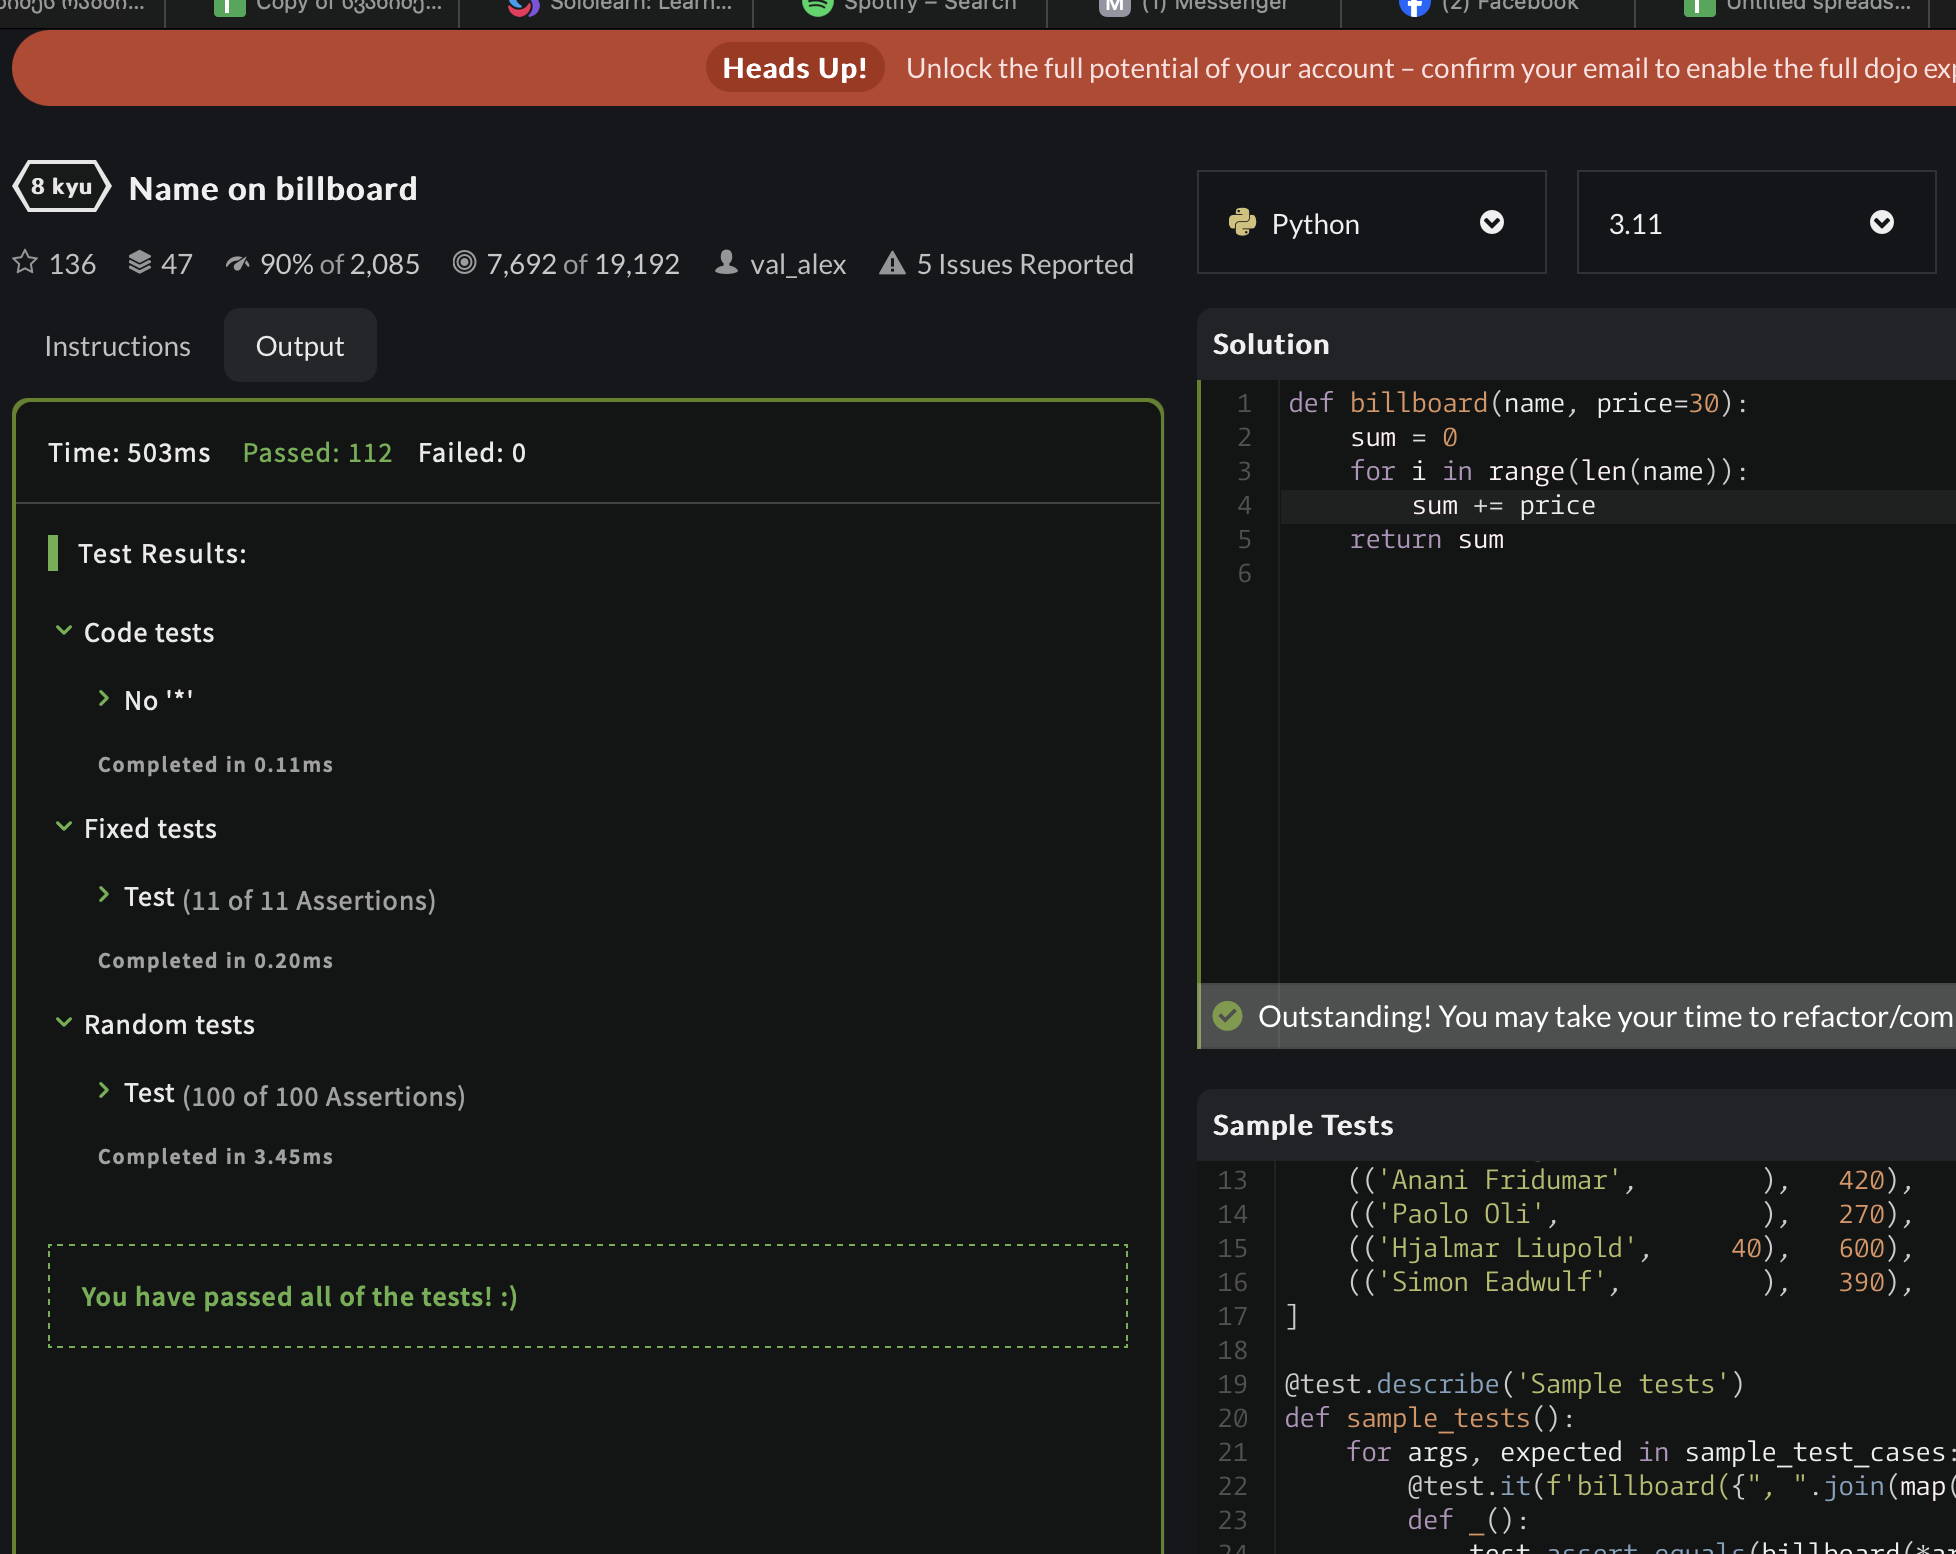 Copy of
Sololearn: Learn...
Spotify – Search
M (1) Messenger
(2) Facebook
Untitled spreads...
Heads Up! Unlock the full potential of your account – confirm your email to enable the full dojo
8 kyu Name on billboard
136 47 90% of 2,085 7,692 of 19,192 val_alex 5 Issues Reported
Python
3.11
Instructions Output
Time: 503ms Passed: 112 Failed: 0
Test Results:
Code tests
No '*'
Completed in 0.11ms
Fixed tests
Test (11 of 11 Assertions)
Completed in 0.20ms
Random tests
Test (100 of 100 Assertions)
Completed in 3.45ms
You have passed all of the tests! :)
Solution
1 def billboard(name, price=30):
2 sum = 0
3 for i in range(len(name)):
4 sum += price
5 return sum
6
Outstanding! You may take your time to refactor/com
Sample Tests
13 (('Anani Fridumar', ), 420),
14 (('Paolo Oli', ), 270),
15 (('Hjalmar Liupold', 40), 600),
16 (('Simon Eadwulf', ), 390),
17 ]
18
19 @test.describe('Sample tests')
20 def sample_tests():
21 for args, expected in sample_test_cases:
22 @test.it(f'billboard({", ".join(map(
23 def _():
24 test.assert_equals(billboard(*ar